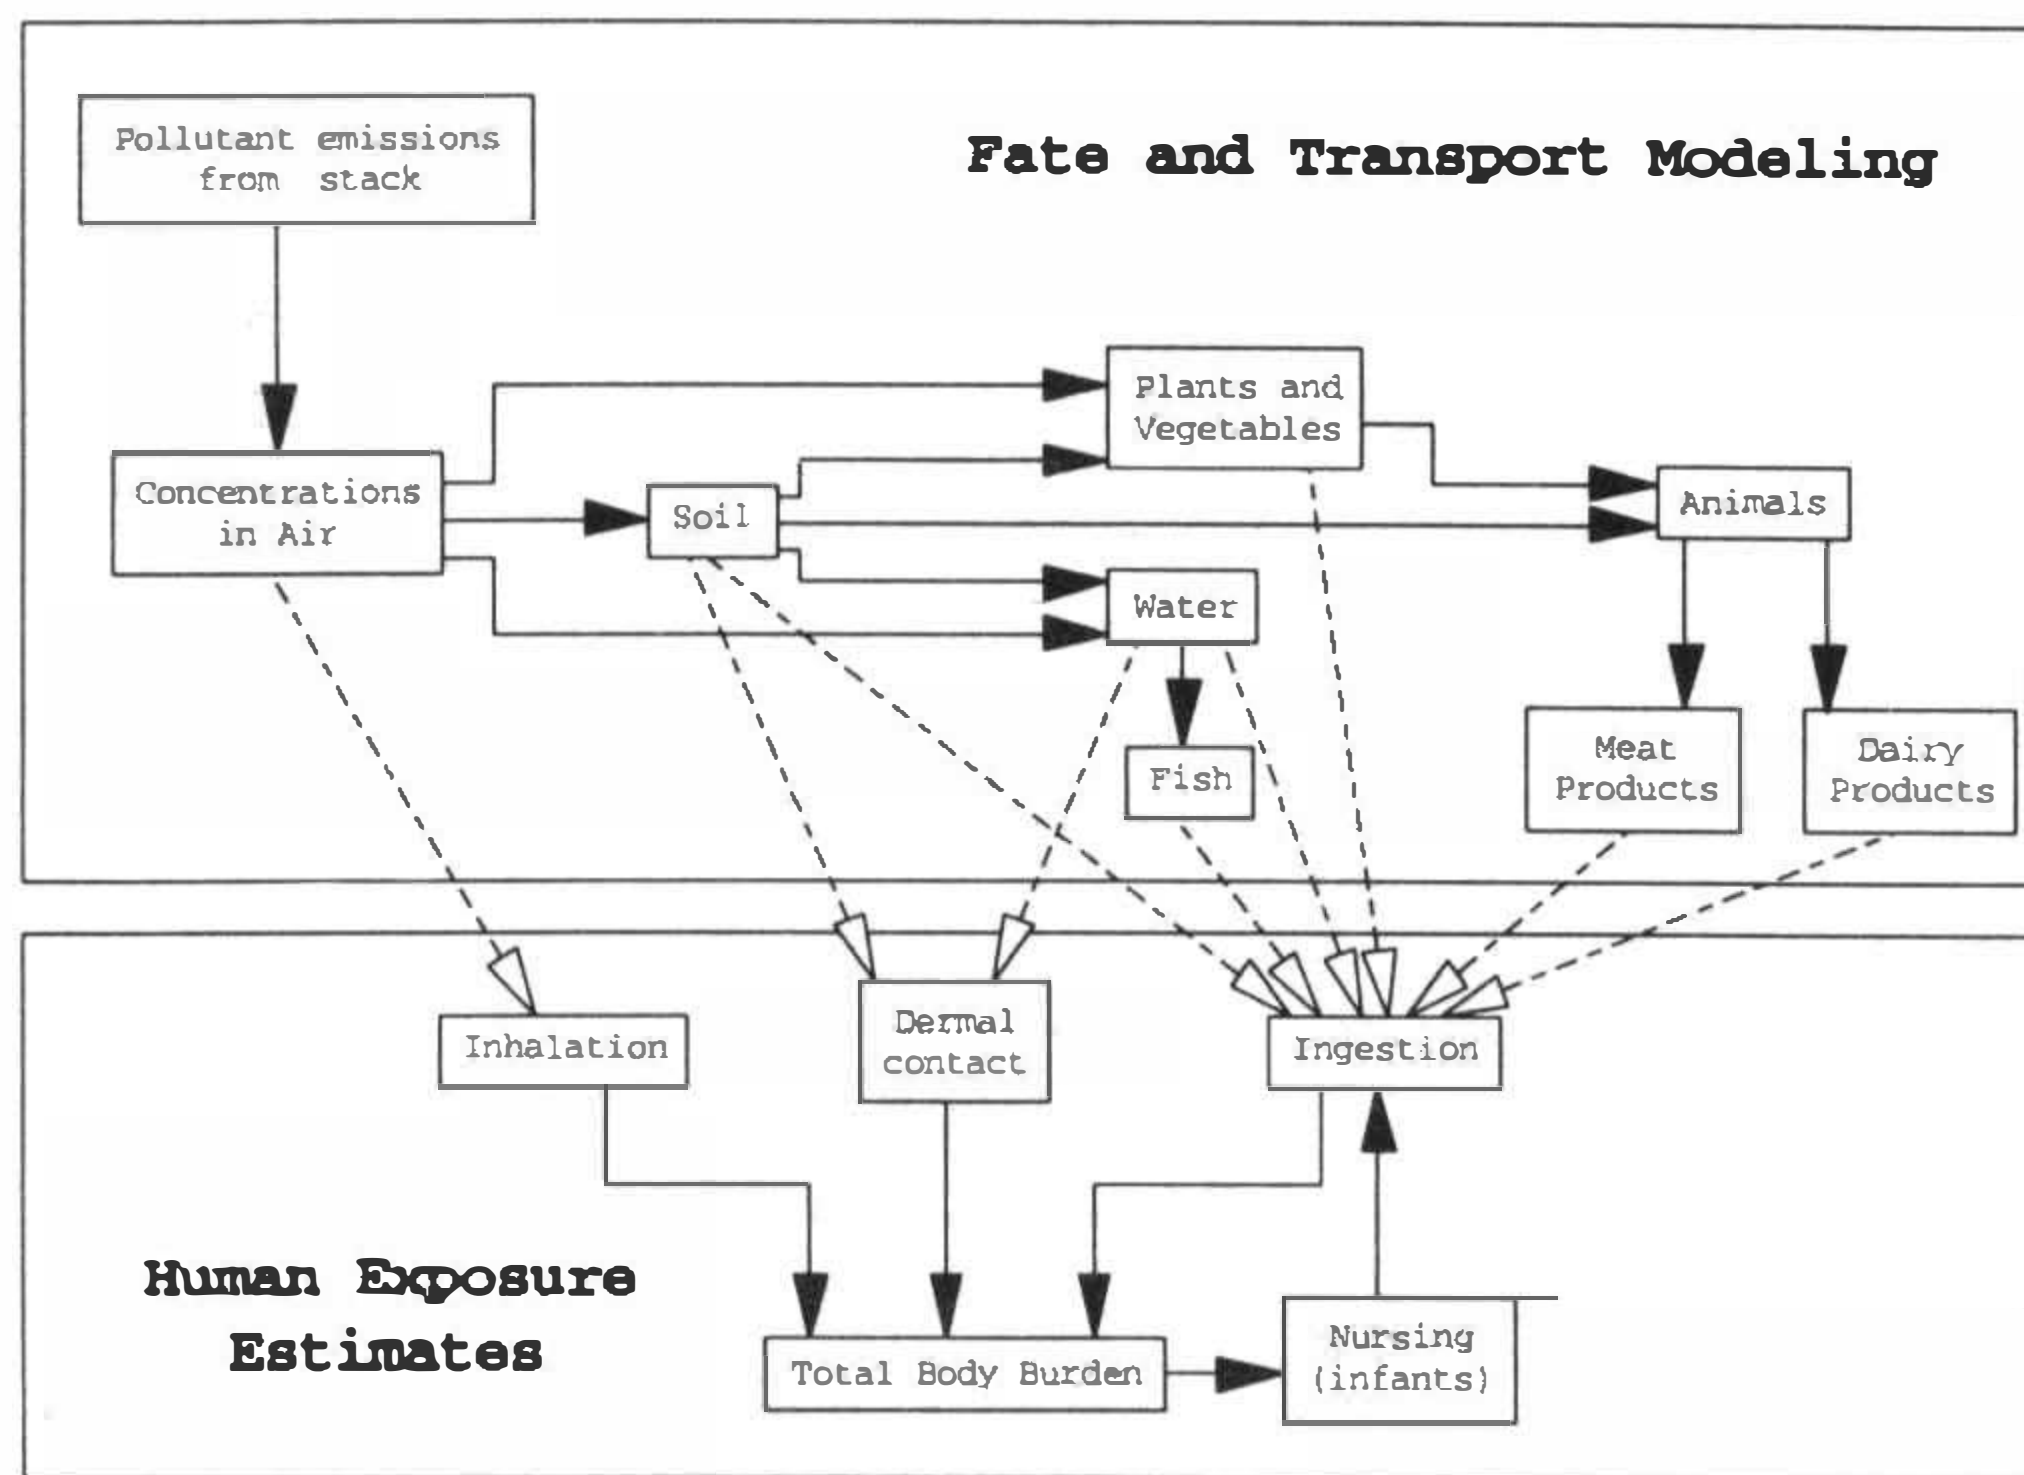 Pollutant emissions
from stack
Fate and Transport Modeling
Plants and
Vegetables
Concentrations
in Air
Soil
Animals
Water
Fish
Meat
Products
Dairy
Products
Inhalation
Dermal
contact
Ingestion
Human Exposure
Estimates
Total Body Burden
Nursing
(infants)